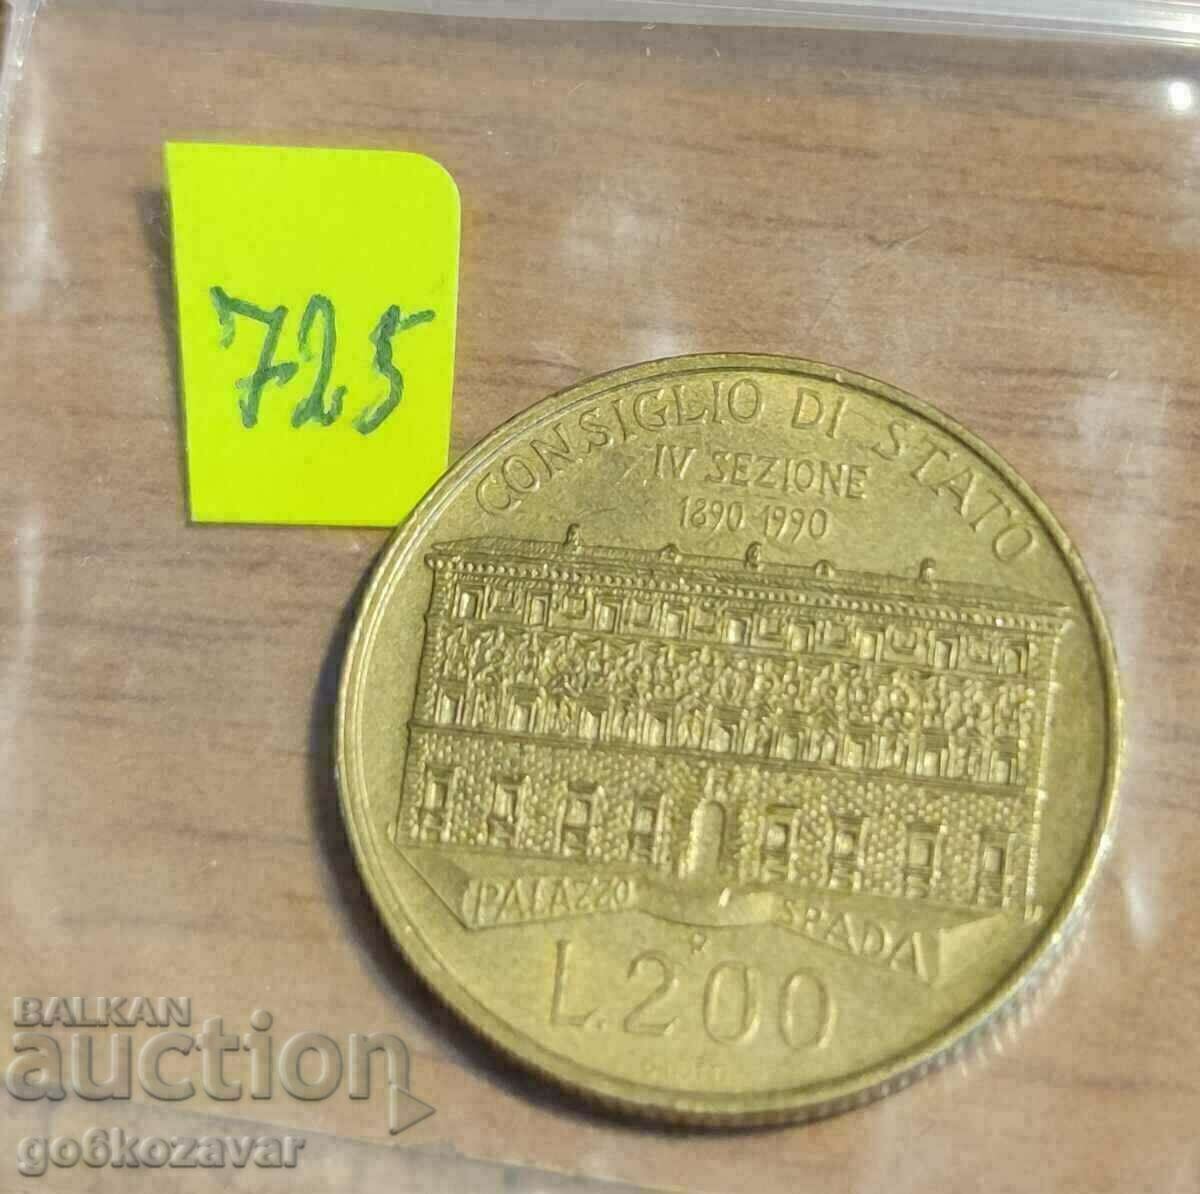 725
CONSIGLIO DI STATO
IV SEZIONE
1890-1990
PALAZZO SPADA
R
L.200
BALKAN
auction
go6kozavar